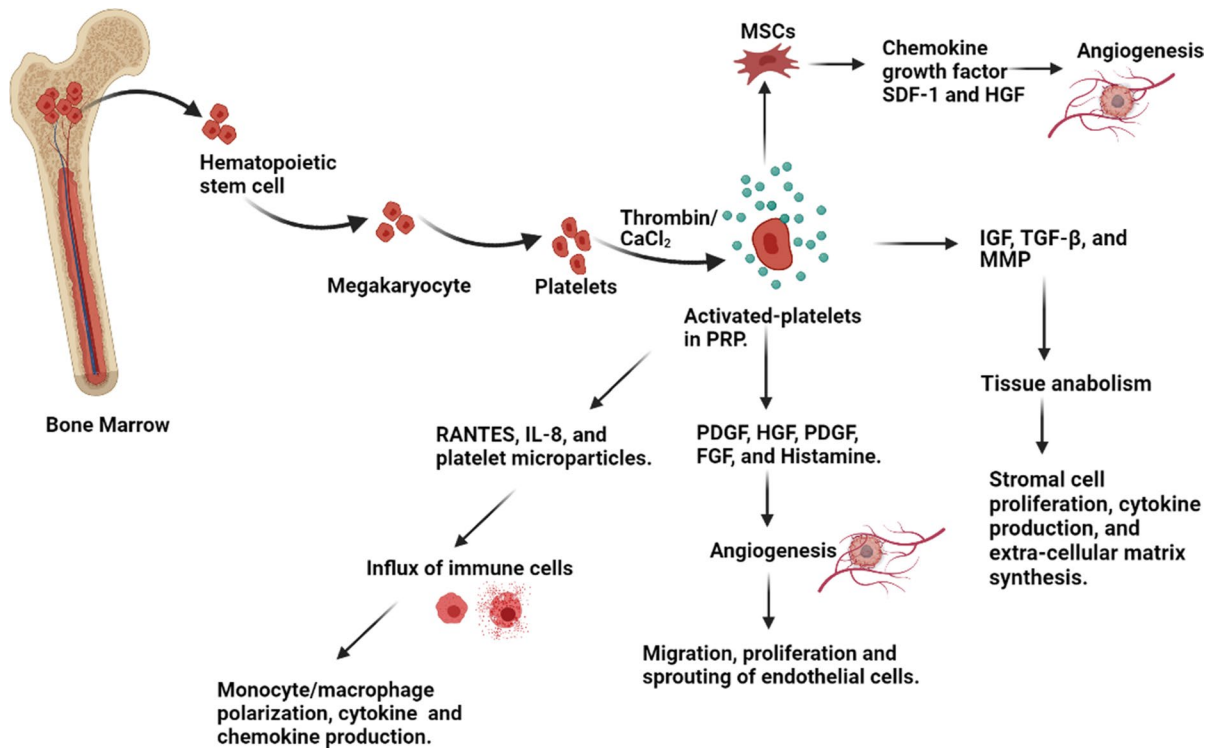 MSCs
Chemokine
growth factor
SDF-1 and HGF
Angiogenesis
Hematopoietic
stem cell
Thrombin/
CaCl₂
Megakaryocyte
Platelets
IGF, TGF-β, and
MMP
Activated-platelets
in PRP.
Bone Marrow
Tissue anabolism
RANTES, IL-8, and
platelet microparticles.
PDGF, HGF, PDGF,
FGF, and Histamine.
Stromal cell
proliferation, cytokine
production, and
extra-cellular matrix
synthesis.
Influx of immune cells
Angiogenesis
Migration, proliferation and
sprouting of endothelial cells.
Monocyte/macrophage
polarization, cytokine and
chemokine production.